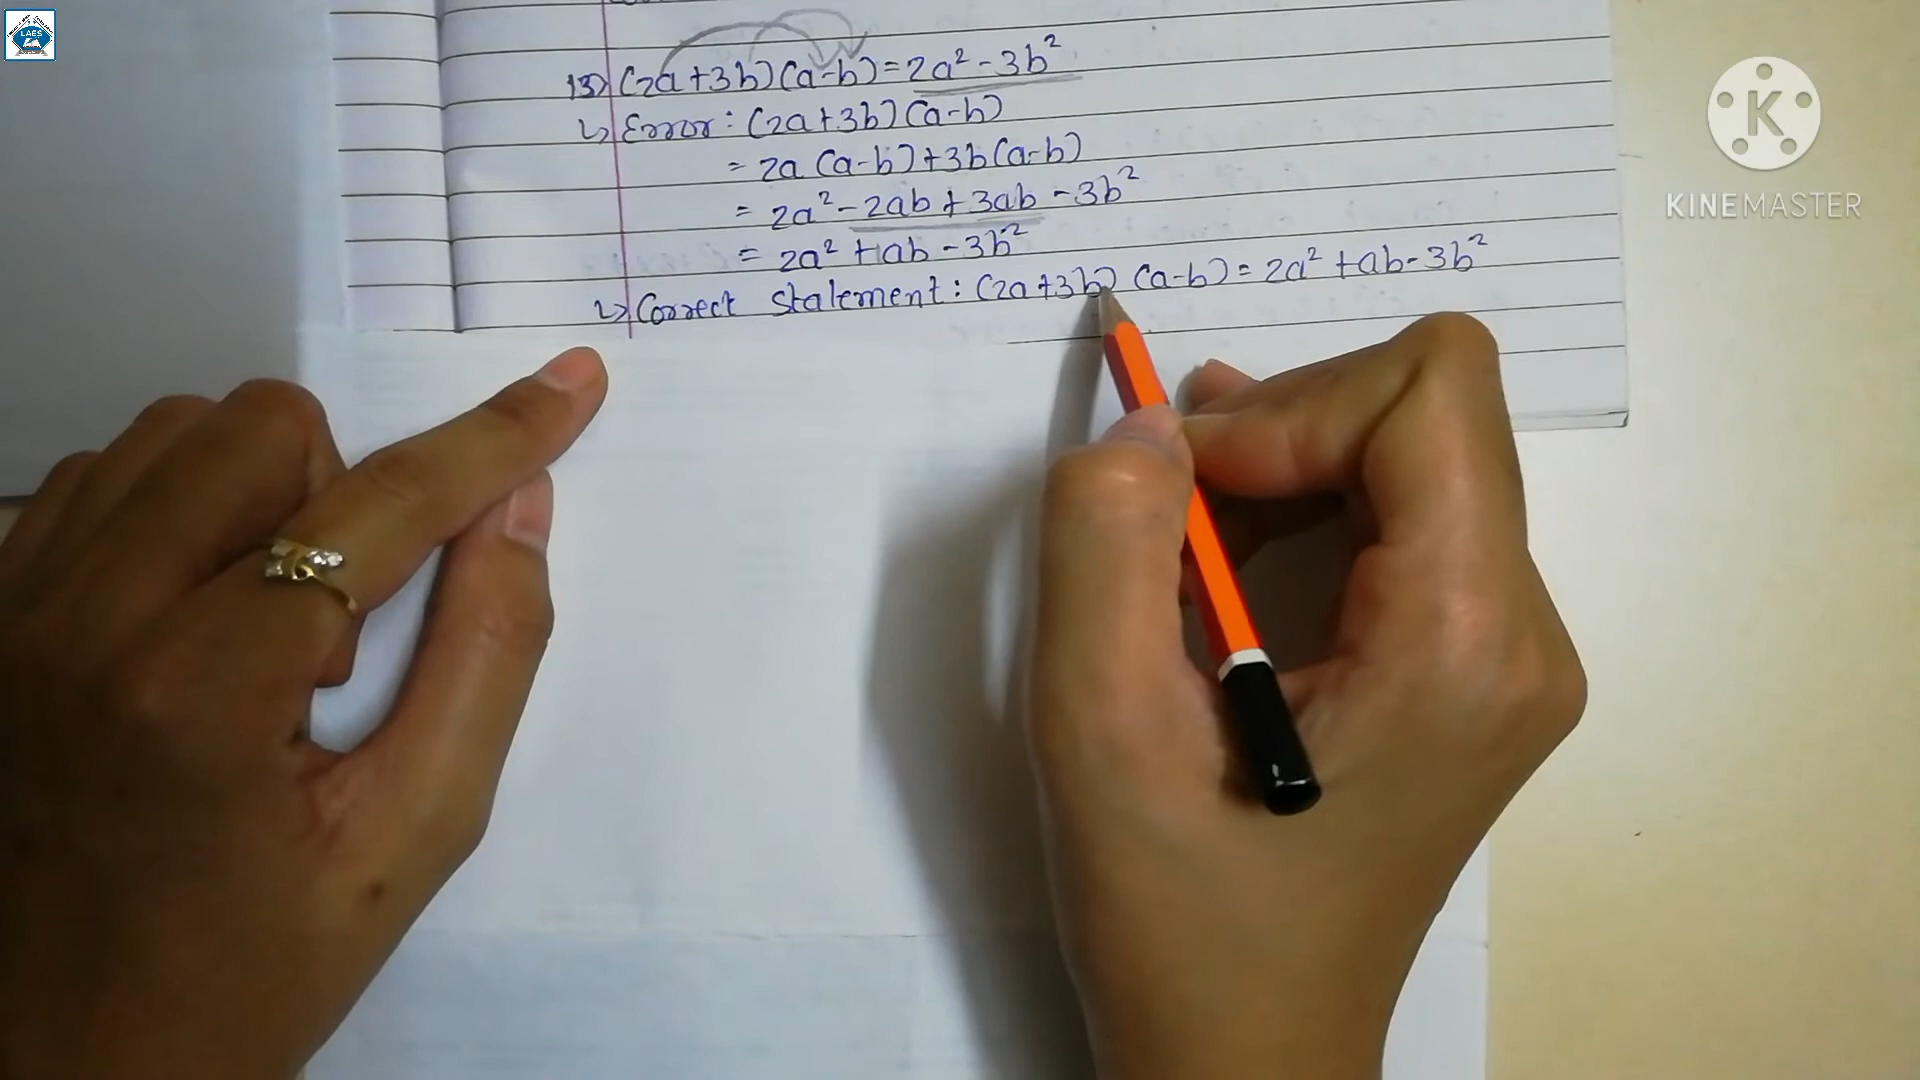 LAES
13) (2a+3b)(a-b)=2a²-3b²
↳ Error: (2a+3b)(a-b)
= 2a(a-b)+3b(a-b)
= 2a²-2ab+3ab-3b²
= 2a²+ab-3b²
↳ Correct statement: (2a+3b)(a-b)=2a²+ab-3b²
K
KINEMASTER